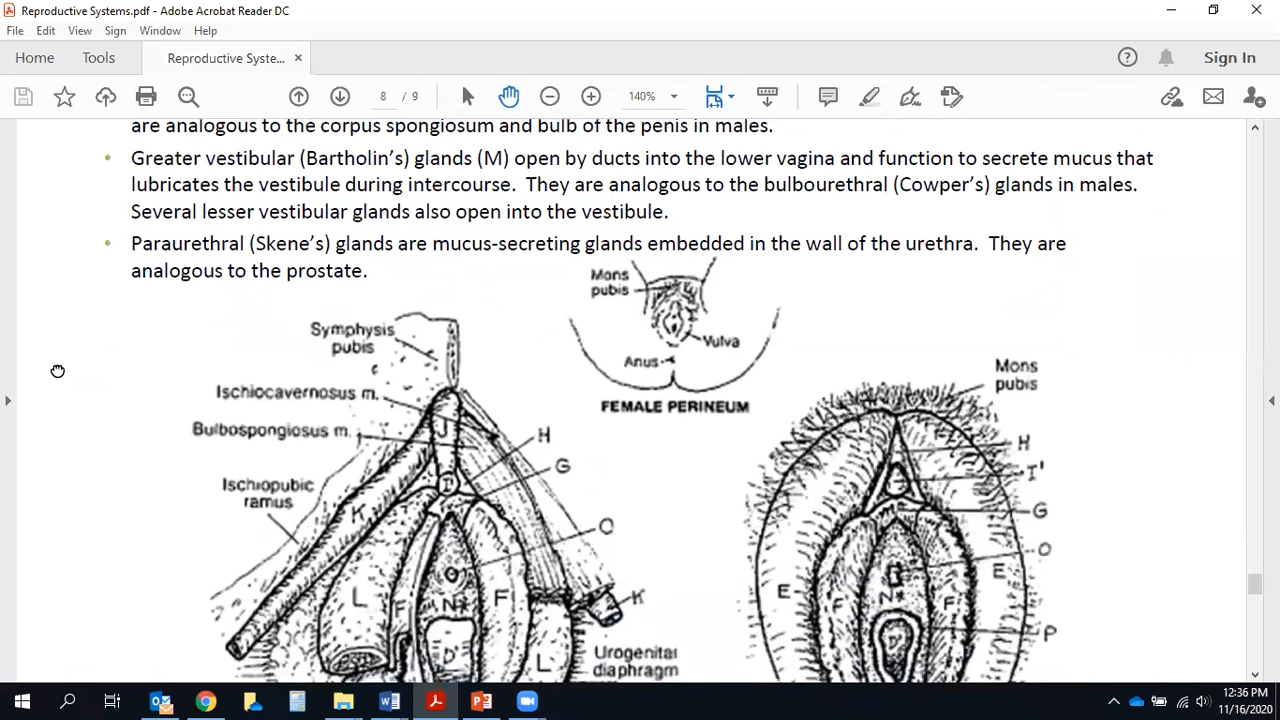 Reproductive Systems.pdf - Adobe Acrobat Reader DC
File Edit View Sign Window Help
Home Tools Reproductive Syste... ×
Sign In
8 / 9 140%
are analogous to the corpus spongiosum and bulb of the penis in males.
• Greater vestibular (Bartholin’s) glands (M) open by ducts into the lower vagina and function to secrete mucus that
lubricates the vestibule during intercourse. They are analogous to the bulbourethral (Cowper’s) glands in males.
Several lesser vestibular glands also open into the vestibule.
• Paraurethral (Skene’s) glands are mucus-secreting glands embedded in the wall of the urethra. They are
analogous to the prostate.
Mons
pubis
Vulva
Anus
FEMALE PERINEUM
Symphysis
pubis
Ischiocavernosus m.
Bulbospongiosus m.
Ischiopubic
ramus
J
H
G
I
O
K
L
F
N
F
K
D'
L
Urogenital
diaphragm
Mons
pubis
H
I'
G
O
E
E
F
N
F
P
12:36 PM
11/16/2020